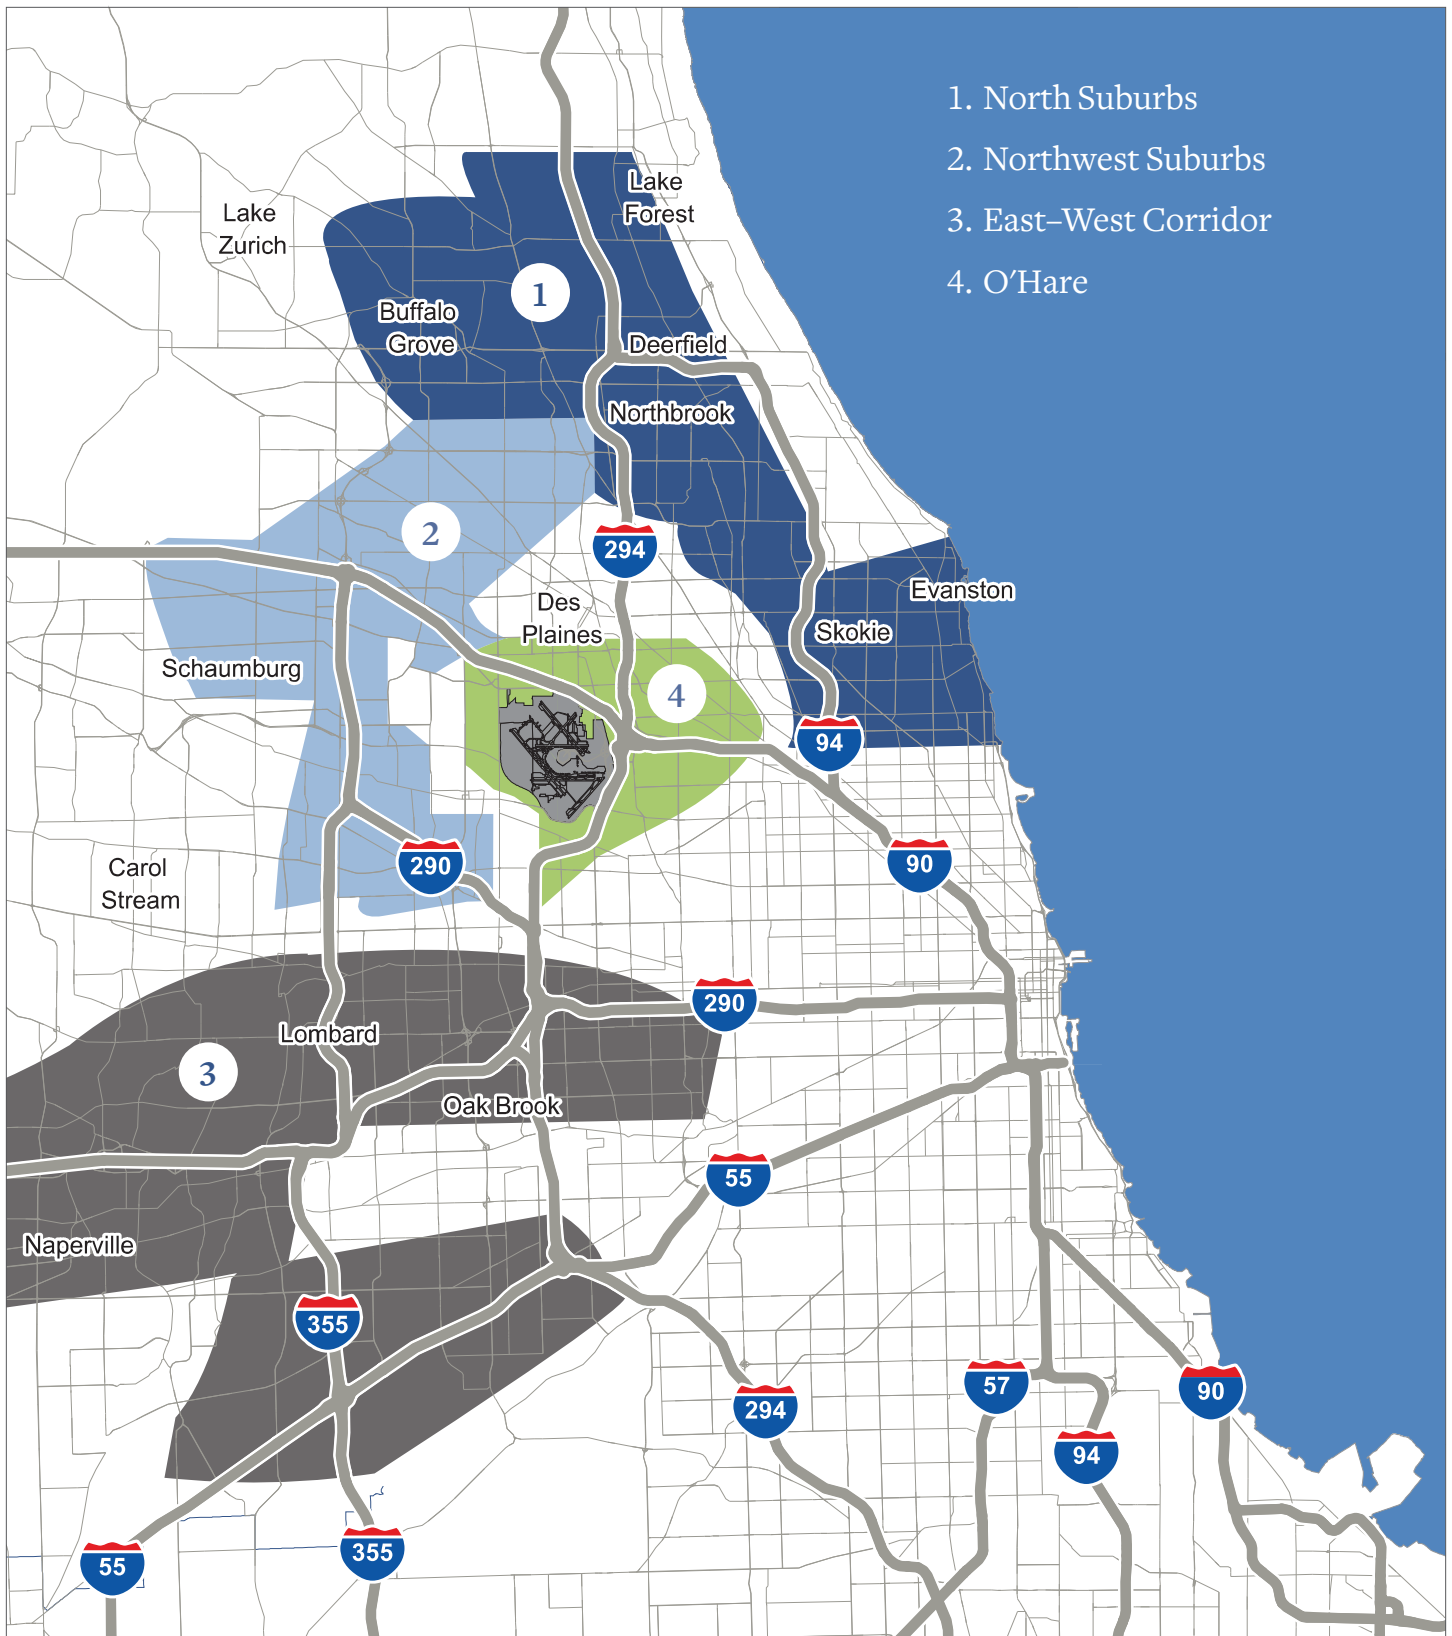 1. North Suburbs
2. Northwest Suburbs
3. East–West Corridor
4. O’Hare
Lake
Forest
Lake
Zurich
1
Buffalo
Grove
Deerfield
Northbrook
2
294
Des
Plaines
Evanston
Skokie
Schaumburg
4
94
290
90
Carol
Stream
290
Lombard
3
Oak Brook
55
Naperville
355
57
90
294
94
355
55